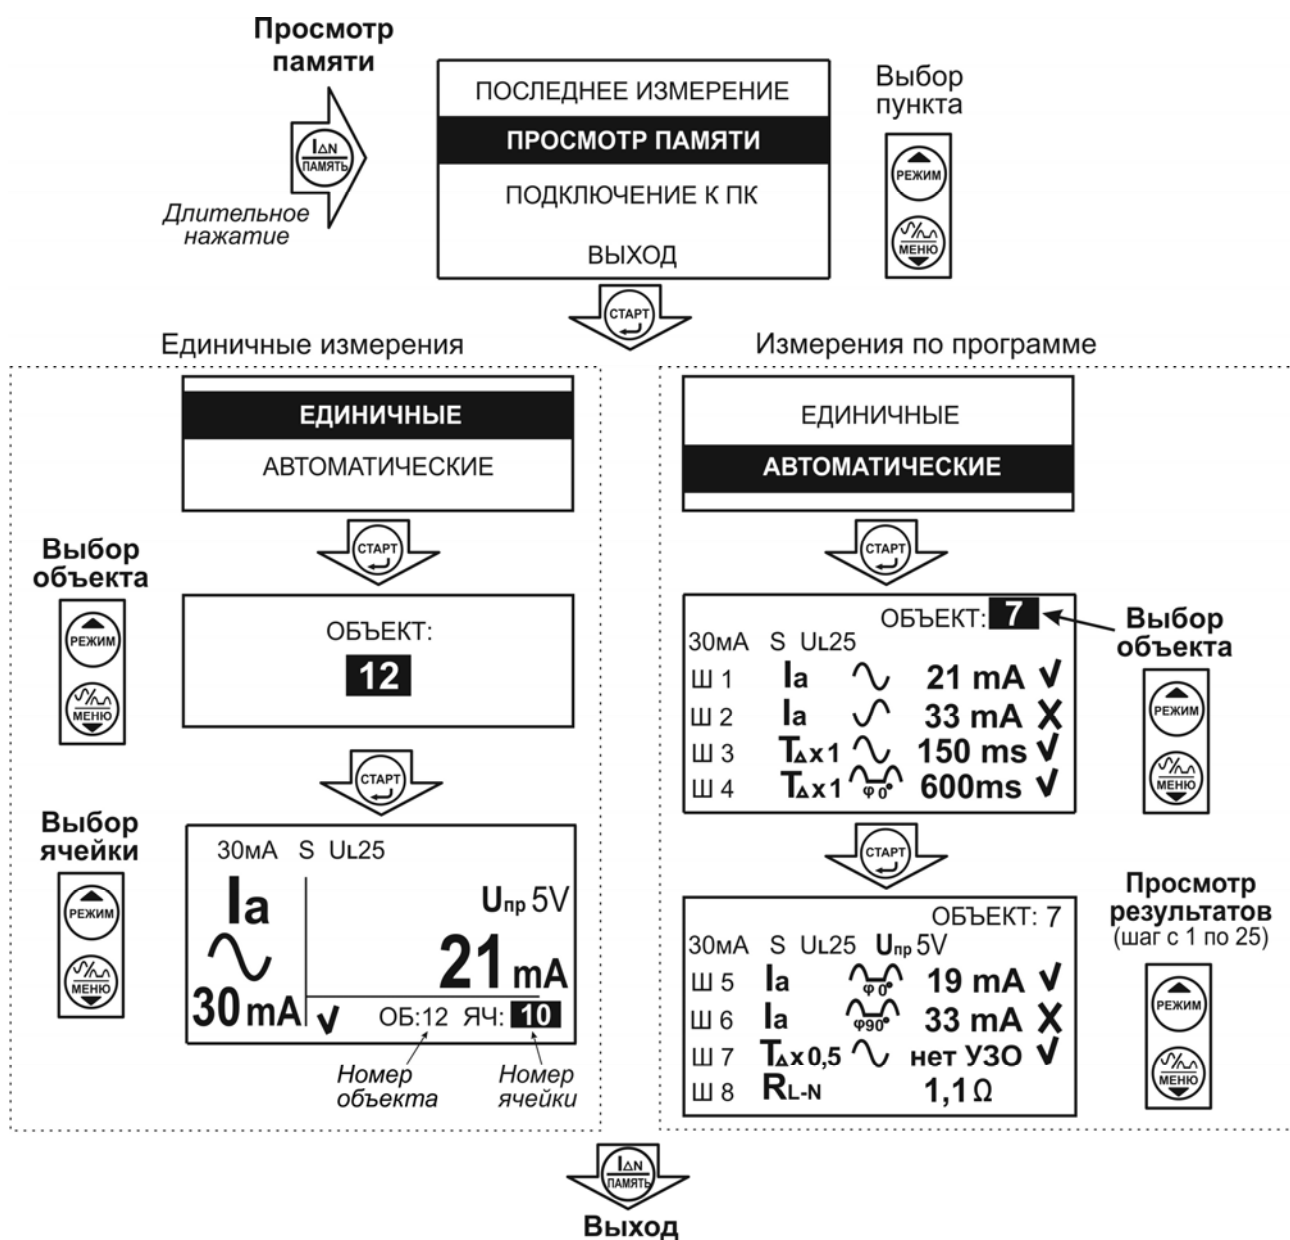 Просмотр
памяти
IΔN
ПАМЯТЬ
Длительное
нажатие
ПОСЛЕДНЕЕ ИЗМЕРЕНИЕ
ПРОСМОТР ПАМЯТИ
ПОДКЛЮЧЕНИЕ К ПК
ВЫХОД
Выбор
пункта
РЕЖИМ
МЕНЮ
СТАРТ
Единичные измерения
ЕДИНИЧНЫЕ
АВТОМАТИЧЕСКИЕ
СТАРТ
Выбор
объекта
РЕЖИМ
МЕНЮ
ОБЪЕКТ:
12
СТАРТ
Выбор
ячейки
РЕЖИМ
МЕНЮ
30мА S UL25
Ia
Uпр 5V
21 mA
30 mA ✓ ОБ:12 ЯЧ: 10
Номер
объекта
Номер
ячейки
Измерения по программе
ЕДИНИЧНЫЕ
АВТОМАТИЧЕСКИЕ
СТАРТ
ОБЪЕКТ: 7
30мА S UL25
Ш 1 Ia 21 mA ✓
Ш 2 Ia 33 mA X
Ш 3 TΔx1 150 ms ✓
Ш 4 TΔx1 φ0° 600ms ✓
Выбор
объекта
РЕЖИМ
МЕНЮ
СТАРТ
ОБЪЕКТ: 7
30мА S UL25 Uпр 5V
Ш 5 Ia φ0° 19 mA ✓
Ш 6 Ia φ90° 33 mA X
Ш 7 TΔx0,5 нет УЗО ✓
Ш 8 RL-N 1,1Ω
Просмотр
результатов
(шаг с 1 по 25)
РЕЖИМ
МЕНЮ
IΔN
ПАМЯТЬ
Выход